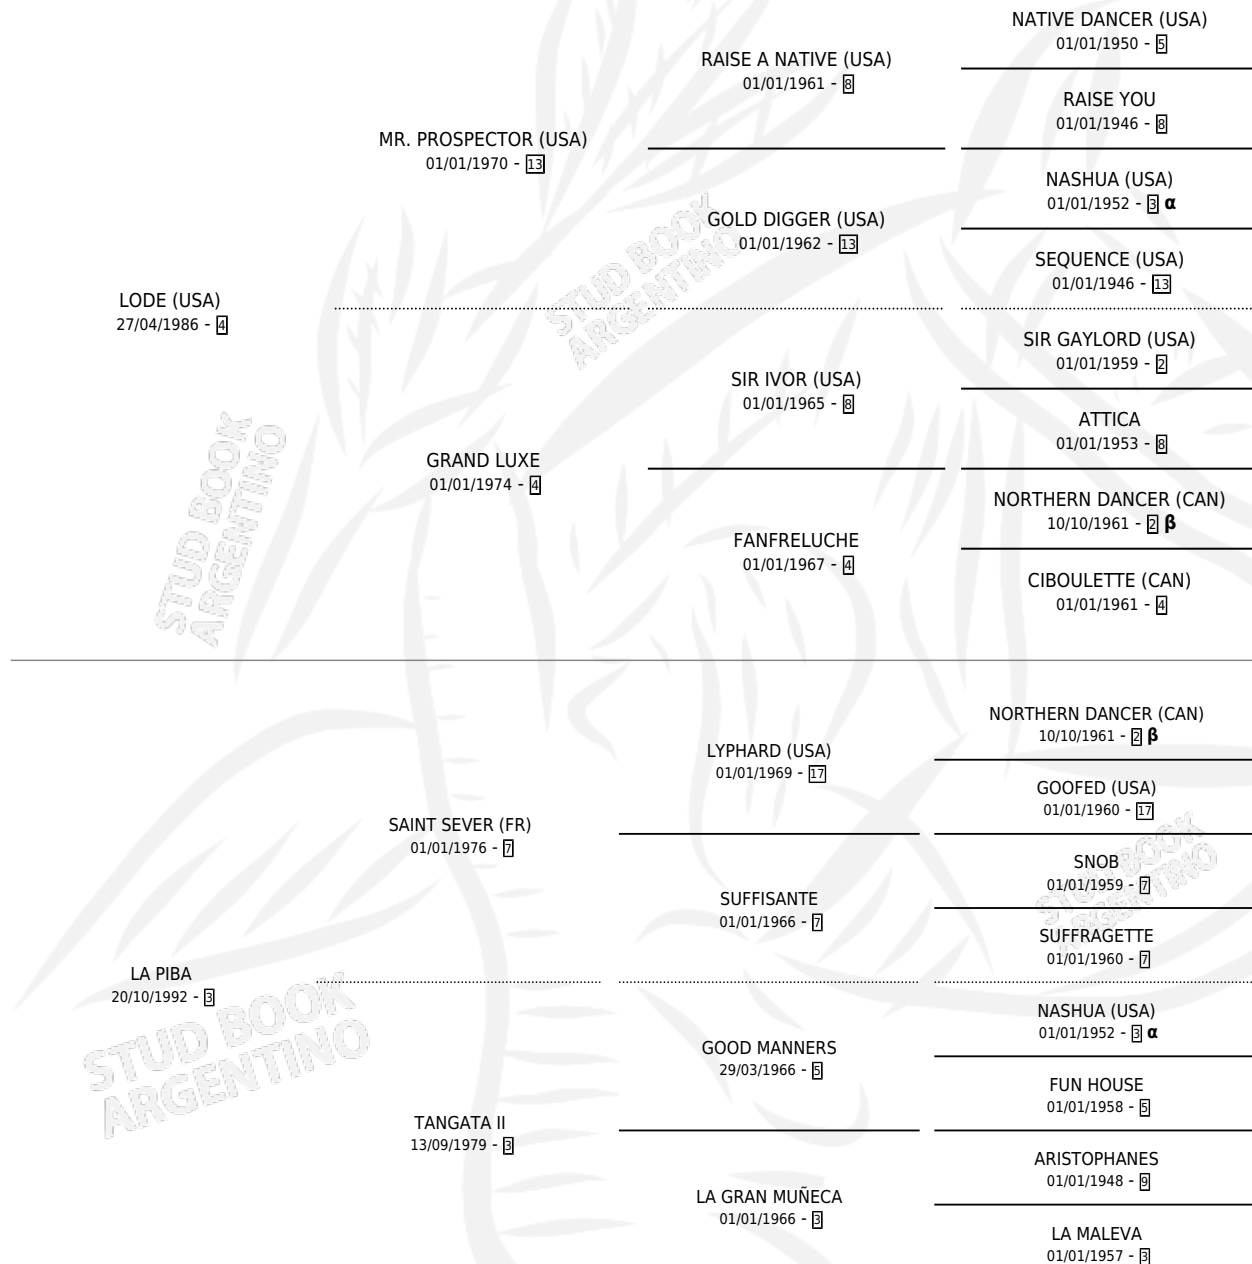 NATIVE DANCER (USA)
01/01/1950 - 5
RAISE A NATIVE (USA)
01/01/1961 - 8
RAISE YOU
01/01/1946 - 8
MR. PROSPECTOR (USA)
01/01/1970 - 13
NASHUA (USA)
01/01/1952 - 3 α
GOLD DIGGER (USA)
01/01/1962 - 13
SEQUENCE (USA)
01/01/1946 - 13
LODE (USA)
27/04/1986 - 4
SIR GAYLORD (USA)
01/01/1959 - 2
SIR IVOR (USA)
01/01/1965 - 8
ATTICA
01/01/1953 - 8
GRAND LUXE
01/01/1974 - 4
NORTHERN DANCER (CAN)
10/10/1961 - 2 β
FANFRELUCHE
01/01/1967 - 4
CIBOULETTE (CAN)
01/01/1961 - 4
STUD BOOK
ARGENTINO
STUD BOOK
ARGENTINO
NORTHERN DANCER (CAN)
10/10/1961 - 2 β
LYPHARD (USA)
01/01/1969 - 17
GOOFED (USA)
01/01/1960 - 17
SAINT SEVER (FR)
01/01/1976 - 7
SNOB
01/01/1959 - 7
SUFFISANTE
01/01/1966 - 7
SUFFRAGETTE
01/01/1960 - 7
STUD BOOK
ARGENTINO
LA PIBA
20/10/1992 - 3
NASHUA (USA)
01/01/1952 - 3 α
GOOD MANNERS
29/03/1966 - 5
FUN HOUSE
01/01/1958 - 5
TANGATA II
13/09/1979 - 3
ARISTOPHANES
01/01/1948 - 9
LA GRAN MUÑECA
01/01/1966 - 3
LA MALEVA
01/01/1957 - 3
STUD BOOK
ARGENTINO